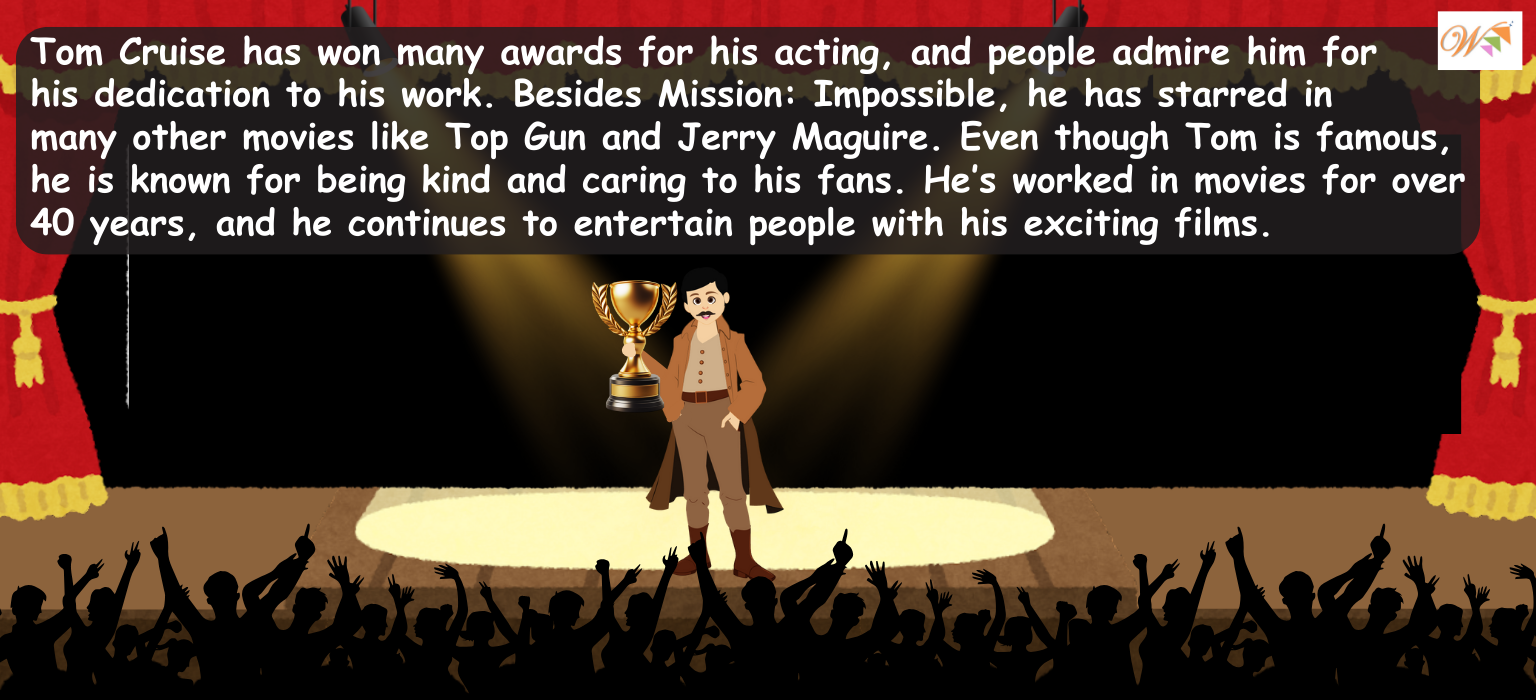 Tom Cruise has won many awards for his acting, and people admire him for
his dedication to his work. Besides Mission: Impossible, he has starred in
many other movies like Top Gun and Jerry Maguire. Even though Tom is famous,
he is known for being kind and caring to his fans. He's worked in movies for over
40 years, and he continues to entertain people with his exciting films.
W